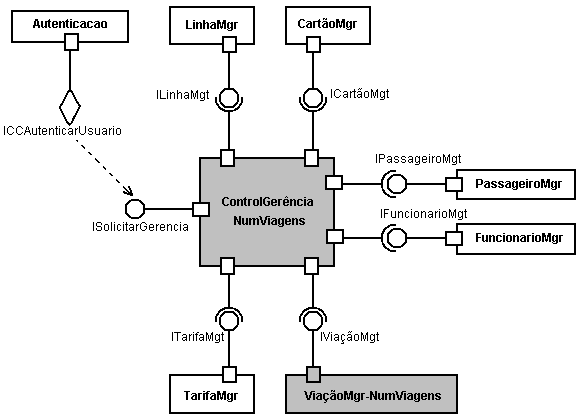 Autenticacao
LinhaMgr
CartãoMgr
ILinhaMgt
ICartãoMgt
ICCAutenticarUsuario
IPassageiroMgt
PassageiroMgr
ControlGerência
NumViagens
ISolicitarGerencia
IFuncionarioMgt
FuncionarioMgr
ITarifaMgt
IViaçãoMgt
TarifaMgr
ViaçãoMgr-NumViagens